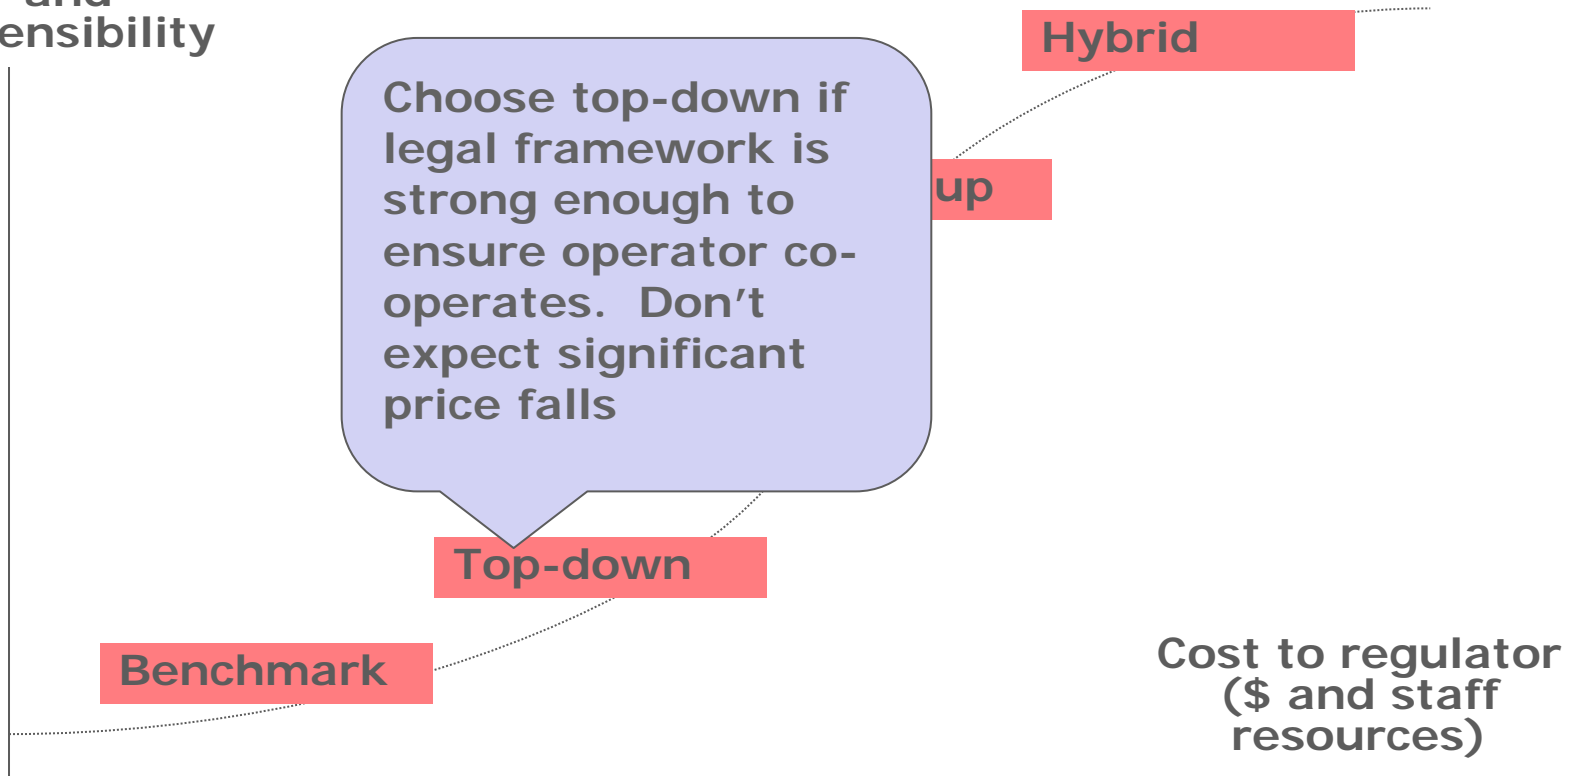 and
ensibility
Hybrid
Choose top-down if
legal framework is
strong enough to
ensure operator co-
operates.  Don't
expect significant
price falls
up
Top-down
Benchmark
Cost to regulator
($ and staff
resources)